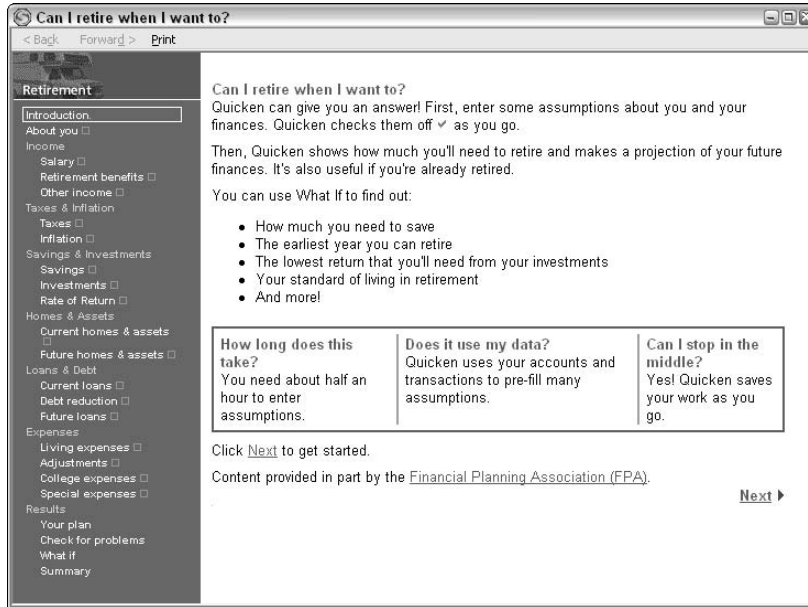 Can I retire when I want to?
< Back Forward > Print
Retirement
Introduction.
About you
Income
Salary
Retirement benefits
Other income
Taxes & Inflation
Taxes
Inflation
Savings & Investments
Savings
Investments
Rate of Return
Homes & Assets
Current homes & assets
Future homes & assets
Loans & Debt
Current loans
Debt reduction
Future loans
Expenses
Living expenses
Adjustments
College expenses
Special expenses
Results
Your plan
Check for problems
What if
Summary
Can I retire when I want to?
Quicken can give you an answer! First, enter some assumptions about you and your
finances. Quicken checks them off ✓ as you go.
Then, Quicken shows how much you'll need to retire and makes a projection of your future
finances. It's also useful if you're already retired.
You can use What If to find out:
• How much you need to save
• The earliest year you can retire
• The lowest return that you'll need from your investments
• Your standard of living in retirement
• And more!
How long does this
take?
You need about half an
hour to enter
assumptions.
Does it use my data?
Quicken uses your accounts and
transactions to pre-fill many
assumptions.
Can I stop in the
middle?
Yes! Quicken saves
your work as you
go.
Click Next to get started.
Content provided in part by the Financial Planning Association (FPA).
Next